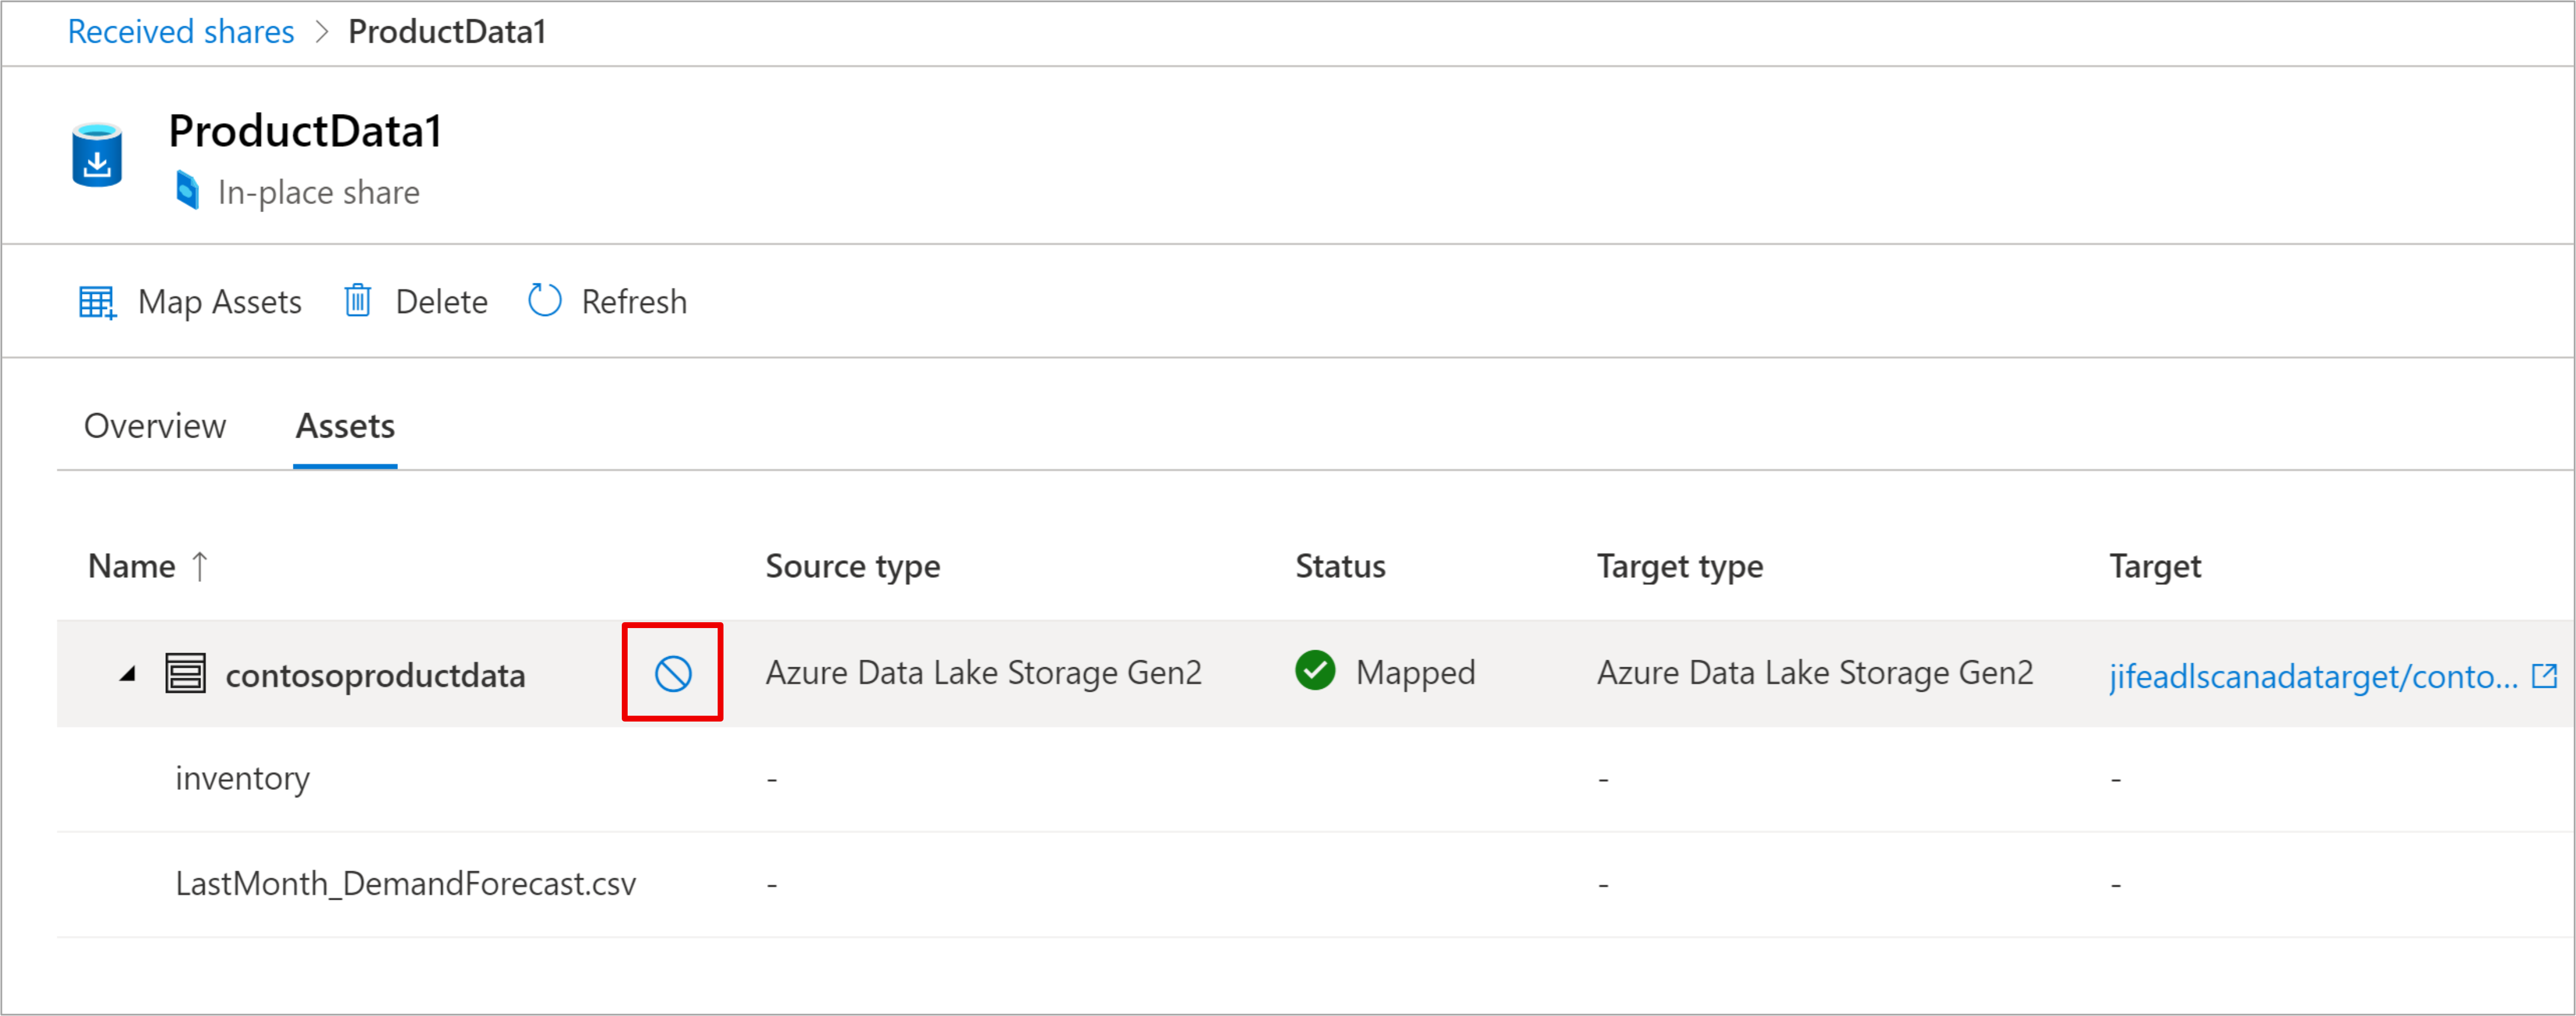 Received shares > ProductData1
ProductData1
In-place share
Map Assets Delete Refresh
Overview Assets
Name ↑ Source type Status Target type Target
contosoproductdata Azure Data Lake Storage Gen2 Mapped Azure Data Lake Storage Gen2 jifeadlscanadatarget/conto...
inventory - - -
LastMonth_DemandForecast.csv - - -